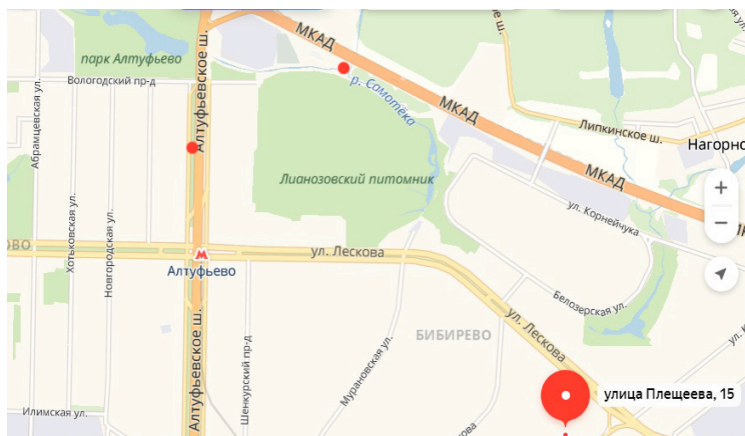 МКАД
парк Алтуфьево
р. Самотёка
Вологодский пр-д
МКАД
Алтуфьевское ш.
Абрамцевская ул.
Липкинское ш.
Нагорно
Лианозовский питомник
МКАД
+
−
ул. Корнейчука
Хотьковская ул.
Новгородская ул.
ОВО
ул. Лескова
Алтуфьево
Белозерская ул.
ул. Лескова
БИБИРЕВО
Алтуфьевское ш.
Шенкурский пр-д
Мурановская ул.
улица Плещеева, 15
Илимская ул.